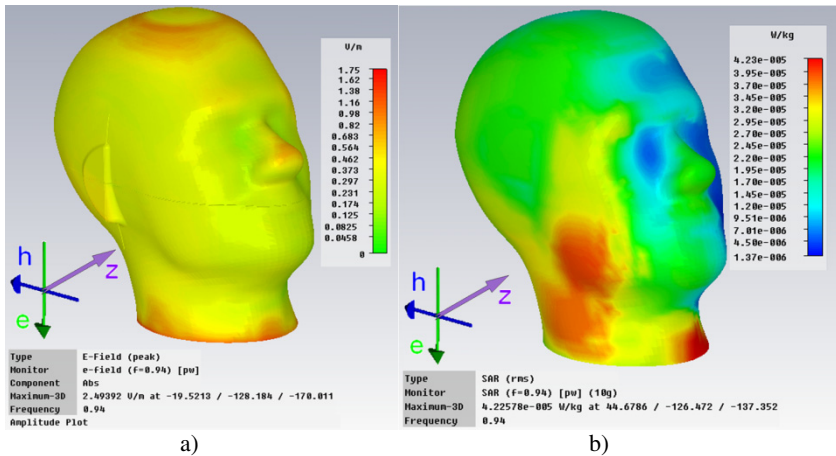 V/m
1.75
1.62
1.38
1.16
0.98
0.82
0.683
0.564
0.462
0.373
0.297
0.231
0.174
0.125
0.0825
0.0458
0
h
z
e
Type E-Field (peak)
Monitor e-field (f=0.94) [pw]
Component Abs
Maximum-3D 2.49392 V/m at -19.5213 / -128.184 / -170.011
Frequency 0.94
Amplitude Plot
a)
W/kg
4.23e-005
3.95e-005
3.70e-005
3.45e-005
3.20e-005
2.95e-005
2.70e-005
2.45e-005
2.20e-005
1.95e-005
1.70e-005
1.45e-005
1.20e-005
9.51e-006
7.01e-006
4.50e-006
1.37e-006
h
z
e
Type SAR (rms)
Monitor SAR (f=0.94) [pw] (10g)
Maximum-3D 4.22578e-005 W/kg at 44.6786 / -126.472 / -137.352
Frequency 0.94
b)